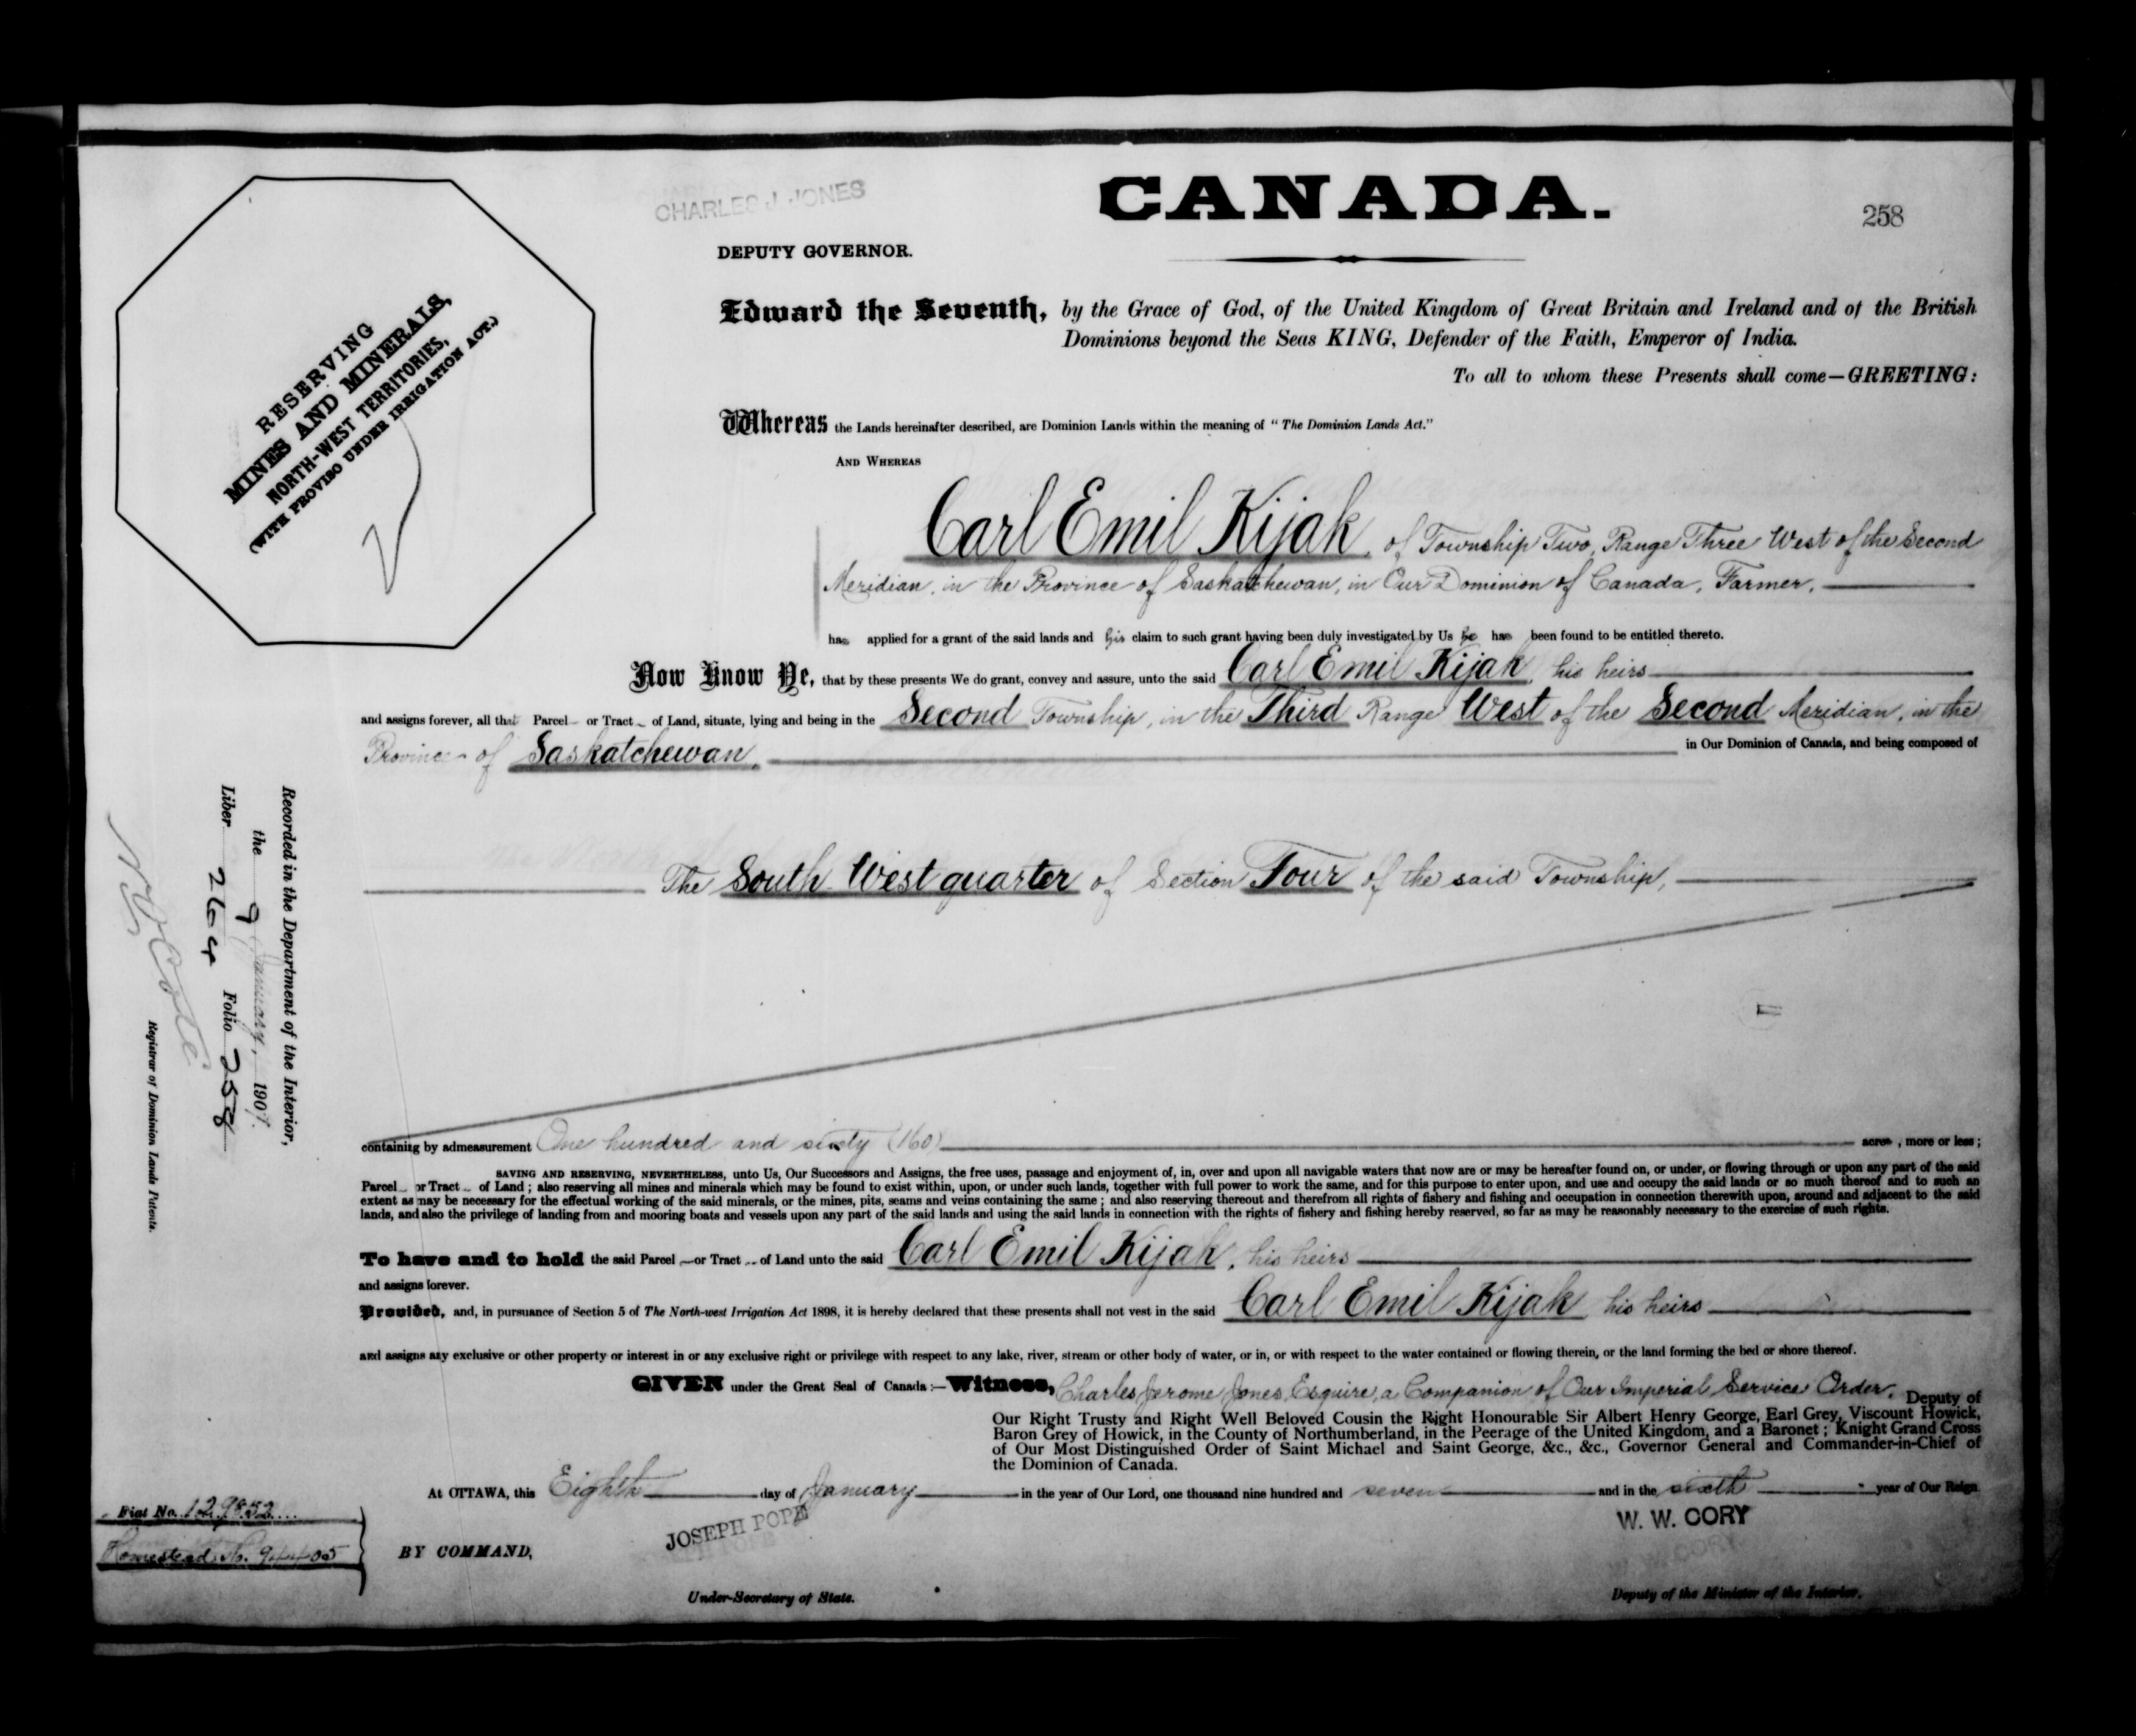 CHARLES J JONES
CANADA.
258
DEPUTY GOVERNOR.
RESERVING
MINES AND MINERALS,
NORTH-WEST TERRITORIES,
(WITH PROVISO UNDER IRRIGATION ACT.)
Edward the Seventh, by the Grace of God, of the United Kingdom of Great Britain and Ireland and of the British
Dominions beyond the Seas KING, Defender of the Faith, Emperor of India.
To all to whom these Presents shall come—GREETING:
Whereas the Lands hereinafter described, are Dominion Lands within the meaning of "The Dominion Lands Act."
AND WHEREAS
Carl Emil Kijak, of Township Two, Range Three West of the Second
Meridian, in the Province of Saskatchewan, in Our Dominion of Canada, Farmer,
has applied for a grant of the said lands and his claim to such grant having been duly investigated by Us he has been found to be entitled thereto.
Now Know Ye, that by these presents We do grant, convey and assure, unto the said Carl Emil Kijak, his heirs
and assigns forever, all that Parcel or Tract of Land, situate, lying and being in the Second Township, in the Third Range West of the Second Meridian, in the
Province of Saskatchewan, in Our Dominion of Canada, and being composed of
The South West quarter of Section Four of the said Township,
containing by admeasurement One hundred and sixty (160) acres, more or less;
SAVING AND RESERVING, NEVERTHELESS, unto Us, Our Successors and Assigns, the free uses, passage and enjoyment of, in, over and upon all navigable waters that now are or may be hereafter found on, or under, or flowing through or upon any part of the said
Parcel or Tract of Land; also reserving all mines and minerals which may be found to exist within, upon, or under such lands, together with full power to work the same, and for this purpose to enter upon, and use and occupy the said lands or so much thereof and to such an
extent as may be necessary for the effectual working of the said minerals, or the mines, pits, seams and veins containing the same; and also reserving thereout and therefrom all rights of fishery and fishing and occupation in connection therewith upon, around and adjacent to the said
lands, and also the privilege of landing from and mooring boats and vessels upon any part of the said lands and using the said lands in connection with the rights of fishery and fishing hereby reserved, so far as may be reasonably necessary to the exercise of such rights.
To have and to hold the said Parcel or Tract of Land unto the said Carl Emil Kijak, his heirs
and assigns forever.
Provided, and, in pursuance of Section 5 of The North-west Irrigation Act 1898, it is hereby declared that these presents shall not vest in the said Carl Emil Kijak his heirs
and assigns any exclusive or other property or interest in or any exclusive right or privilege with respect to any lake, river, stream or other body of water, or in, or with respect to the water contained or flowing therein, or the land forming the bed or shore thereof.
GIVEN under the Great Seal of Canada:—Witness, Charles Jerome Jones, Esquire, a Companion of Our Imperial Service Order, Deputy of
Our Right Trusty and Right Well Beloved Cousin the Right Honourable Sir Albert Henry George, Earl Grey, Viscount Howick,
Baron Grey of Howick, in the County of Northumberland, in the Peerage of the United Kingdom, and a Baronet; Knight Grand Cross
of Our Most Distinguished Order of Saint Michael and Saint George, &c., &c., Governor General and Commander-in-Chief of
the Dominion of Canada.
At OTTAWA, this Eighth day of January in the year of Our Lord, one thousand nine hundred and seven and in the sixth year of Our Reign
BY COMMAND,
JOSEPH POPE
Under-Secretary of State.
W. W. CORY
Deputy of the Minister of the Interior.
Recorded in the Department of the Interior,
the 9 January, 1907.
Liber 264 Folio 258
N O Coté
Registrar of Dominion Lands Patents.
Fiat No. 129852
Homestead No. 94405